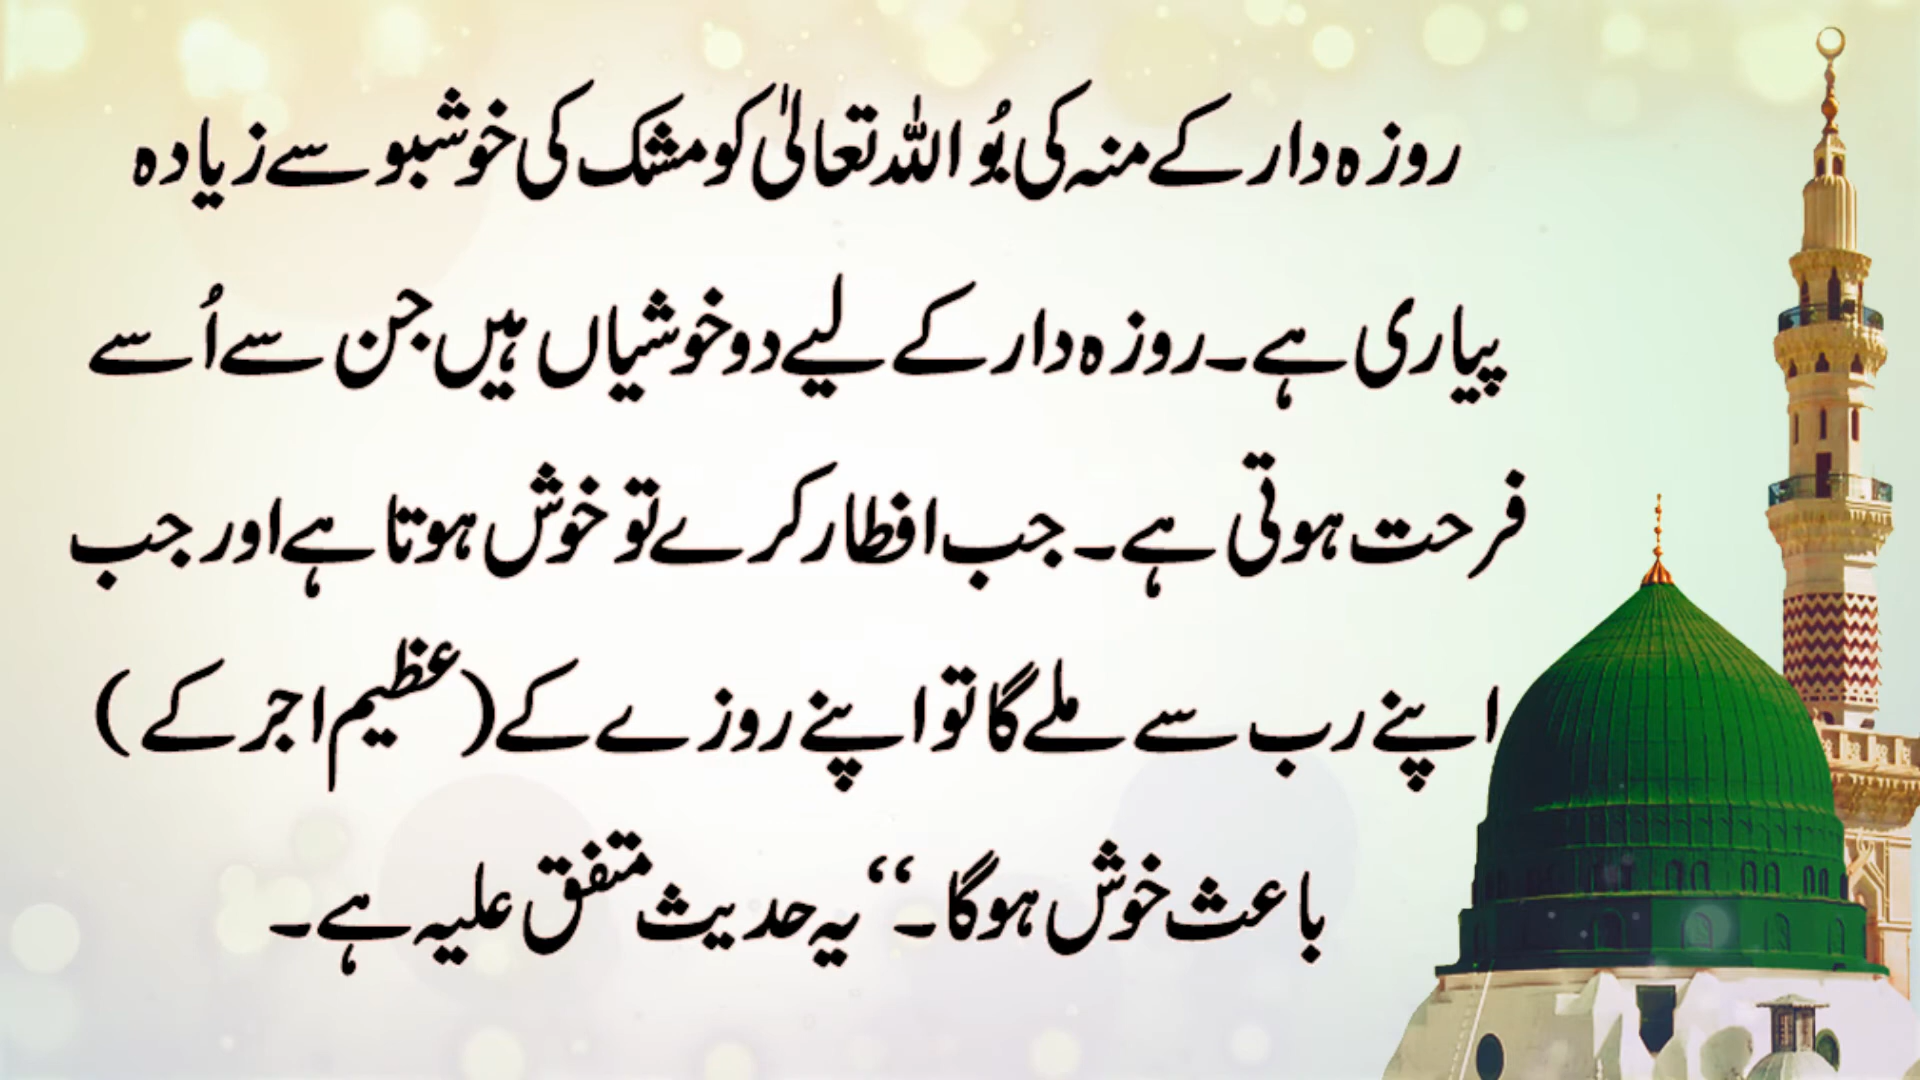 روزہ دار کے منہ کی بُو اللہ تعالیٰ کو مشک کی خوشبو سے زیادہ
پیاری ہے۔ روزہ دار کے لیے دو خوشیاں ہیں جن سے اُسے
فرحت ہوتی ہے۔ جب افطار کرے تو خوش ہوتا ہے اور جب
اپنے رب سے ملے گا تو اپنے روزے کے (عظیم اجر کے)
باعث خوش ہوگا۔‘‘ یہ حدیث متفق علیہ ہے۔